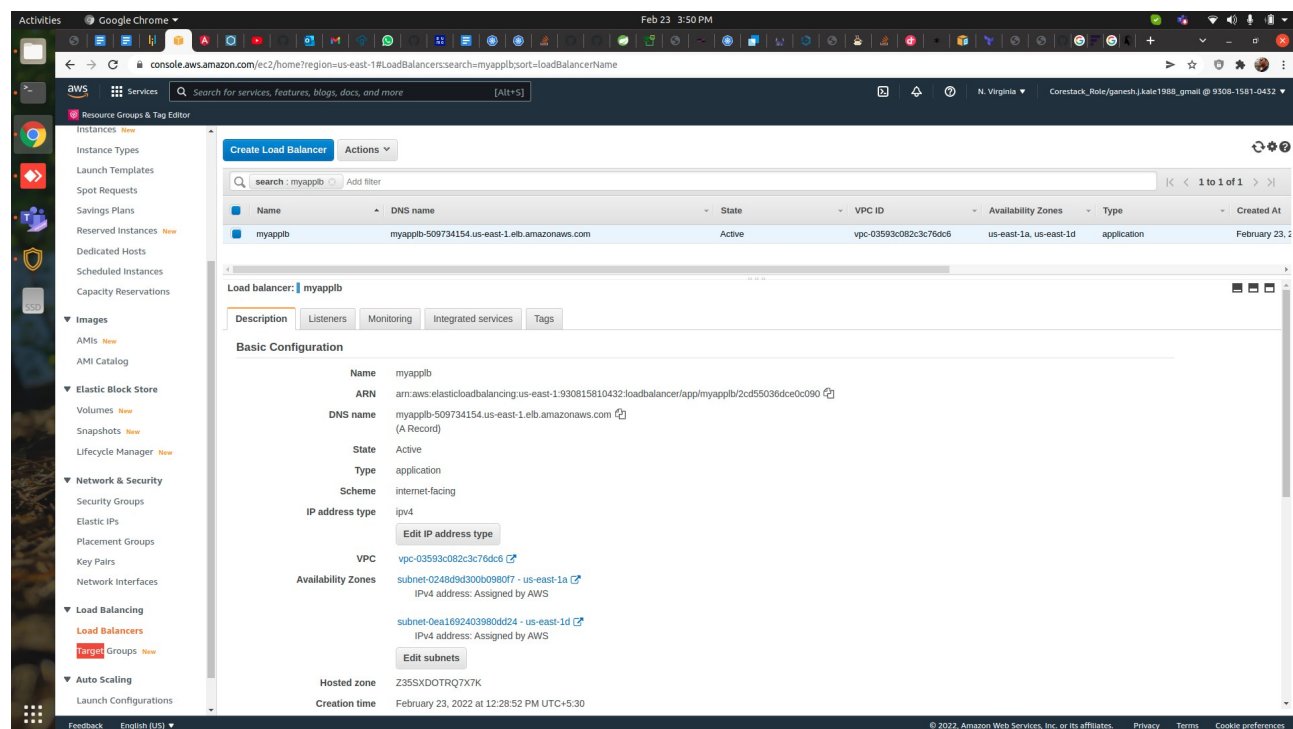 Activities Google Chrome ▾ Feb 23 3:50 PM
console.aws.amazon.com/ec2/home?region=us-east-1#LoadBalancers:search=myapplb;sort=loadBalancerName
aws Services Search for services, features, blogs, docs, and more [Alt+S] N. Virginia ▼ Corestack_Role/ganesh.j.kale1988_gmail @ 9308-1581-0432 ▼
Resource Groups & Tag Editor
Instances New
Instance Types
Launch Templates
Spot Requests
Savings Plans
Reserved Instances New
Dedicated Hosts
Scheduled Instances
Capacity Reservations
▼ Images
AMIs New
AMI Catalog
▼ Elastic Block Store
Volumes New
Snapshots New
Lifecycle Manager New
▼ Network & Security
Security Groups
Elastic IPs
Placement Groups
Key Pairs
Network Interfaces
▼ Load Balancing
Load Balancers
Target Groups New
▼ Auto Scaling
Launch Configurations
Create Load Balancer Actions
search : myapplb Add filter 1 to 1 of 1
Name DNS name State VPC ID Availability Zones Type Created At
myapplb myapplb-509734154.us-east-1.elb.amazonaws.com Active vpc-03593c082c3c76dc6 us-east-1a, us-east-1d application February 23, 2
Load balancer: myapplb
Description Listeners Monitoring Integrated services Tags
Basic Configuration
Name myapplb
ARN arn:aws:elasticloadbalancing:us-east-1:930815810432:loadbalancer/app/myapplb/2cd55036dce0c090
DNS name myapplb-509734154.us-east-1.elb.amazonaws.com
(A Record)
State Active
Type application
Scheme internet-facing
IP address type ipv4
Edit IP address type
VPC vpc-03593c082c3c76dc6
Availability Zones subnet-0248d9d300b0980f7 - us-east-1a
IPv4 address: Assigned by AWS
subnet-0ea1692403980dd24 - us-east-1d
IPv4 address: Assigned by AWS
Edit subnets
Hosted zone Z35SXDOTRQ7X7K
Creation time February 23, 2022 at 12:28:52 PM UTC+5:30
SSD
Feedback English (US) ▼ © 2022, Amazon Web Services, Inc. or its affiliates. Privacy Terms Cookie preferences